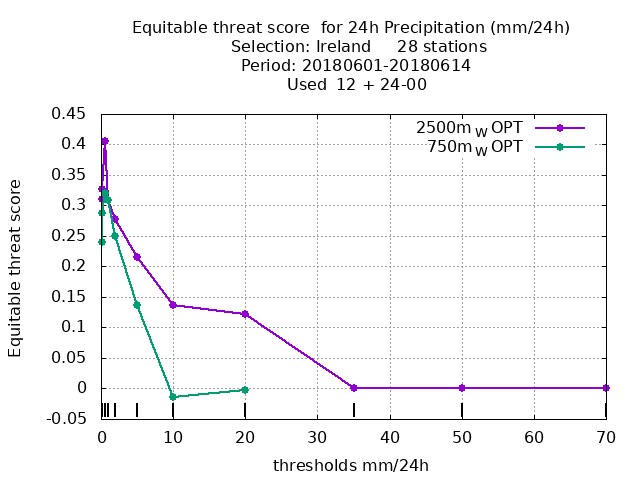 Equitable threat score  for 24h Precipitation (mm/24h)
Selection: Ireland     28 stations
Period: 20180601-20180614
Used  12 + 24-00
2500m W OPT
750m W OPT
Equitable threat score
0.45
0.4
0.35
0.3
0.25
0.2
0.15
0.1
0.05
0
-0.05
0 10 20 30 40 50 60 70
thresholds mm/24h